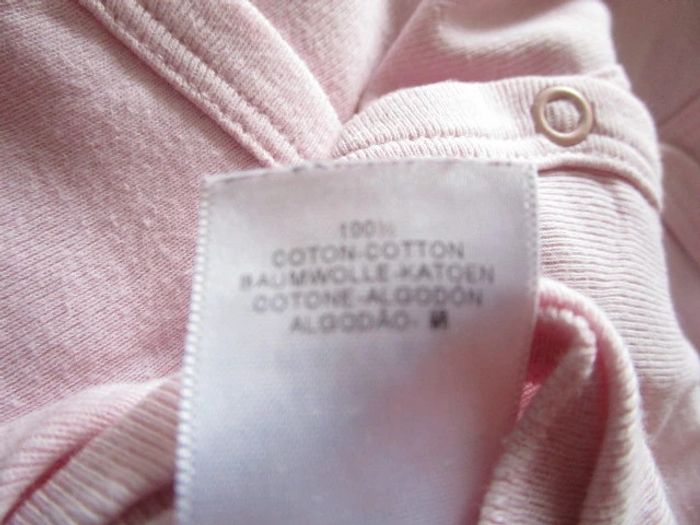 100%
COTON-COTTON
BAUMWOLLE-KATOEN
COTONE-ALGODÓN
ALGODÃO-